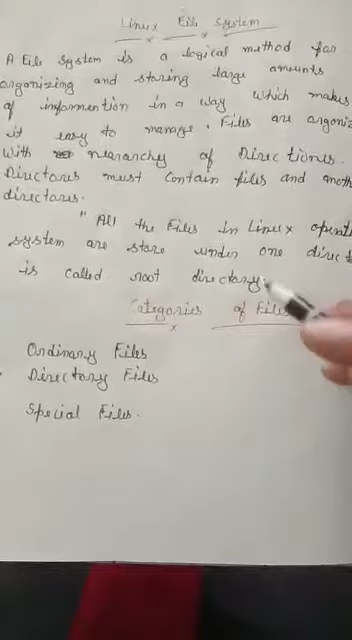 Linux File System
A File System is a logical method for
organizing and storing large amounts
of information in a way which makes
it easy to manage. Files are organiz
With hierarchy of Directories.
Directores must contain files and anoth
directores.
" All the Files in Linux operati
system are store under one direct
is called root directory.
Categories of Files
Ordinary Files
Directory Files
Special Files.